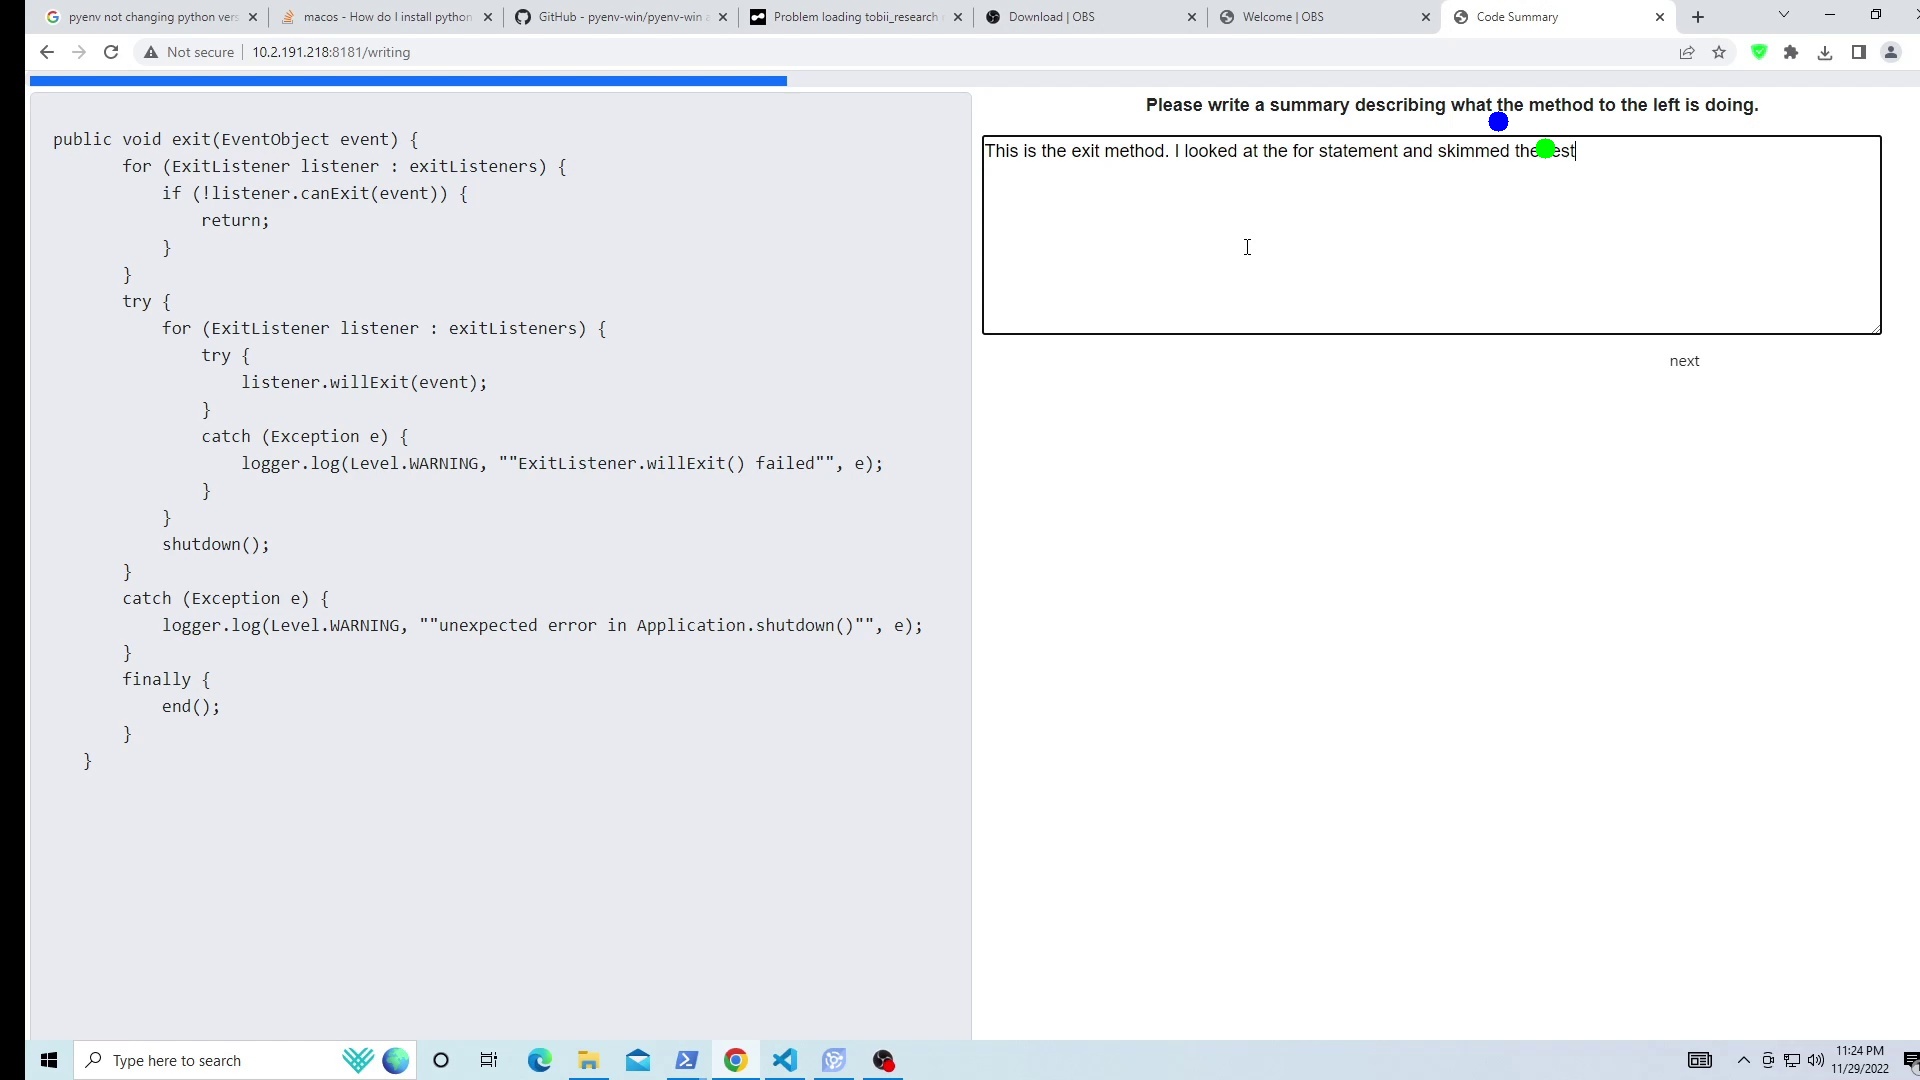 pyenv not changing python vers
macos - How do I install python
GitHub - pyenv-win/pyenv-win
Problem loading tobii_research
Download | OBS
Welcome | OBS
Code Summary
Not secure
10.2.191.218:8181/writing
public void exit(EventObject event) {
for (ExitListener listener : exitListeners) {
if (!listener.canExit(event)) {
return;
}
}
try {
for (ExitListener listener : exitListeners) {
try {
listener.willExit(event);
}
catch (Exception e) {
logger.log(Level.WARNING, ""ExitListener.willExit() failed"", e);
}
}
shutdown();
}
catch (Exception e) {
logger.log(Level.WARNING, ""unexpected error in Application.shutdown()"", e);
}
finally {
end();
}
}
Please write a summary describing what the method to the left is doing.
This is the exit method. I looked at the for statement and skimmed the est
next
Type here to search
11:24 PM
11/29/2022